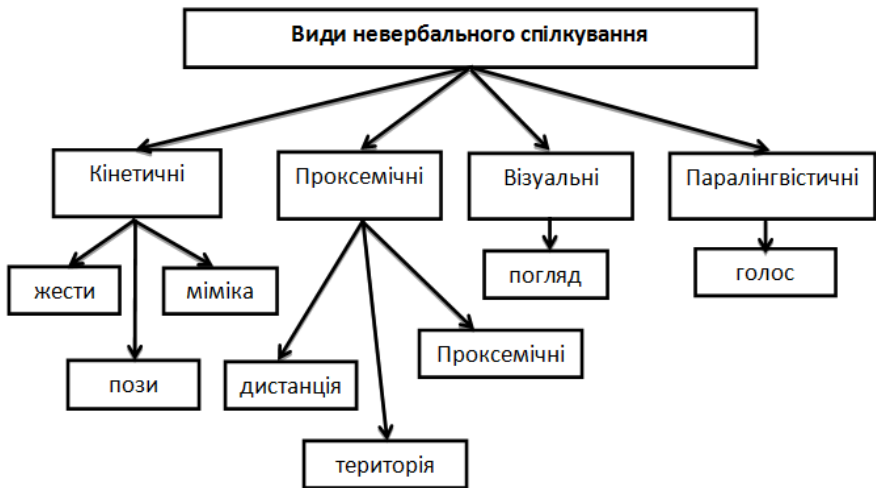 Види невербального спілкування
Кінетичні
Проксемічні
Візуальні
Паралінгвістичні
жести
міміка
погляд
голос
пози
дистанція
Проксемічні
територія